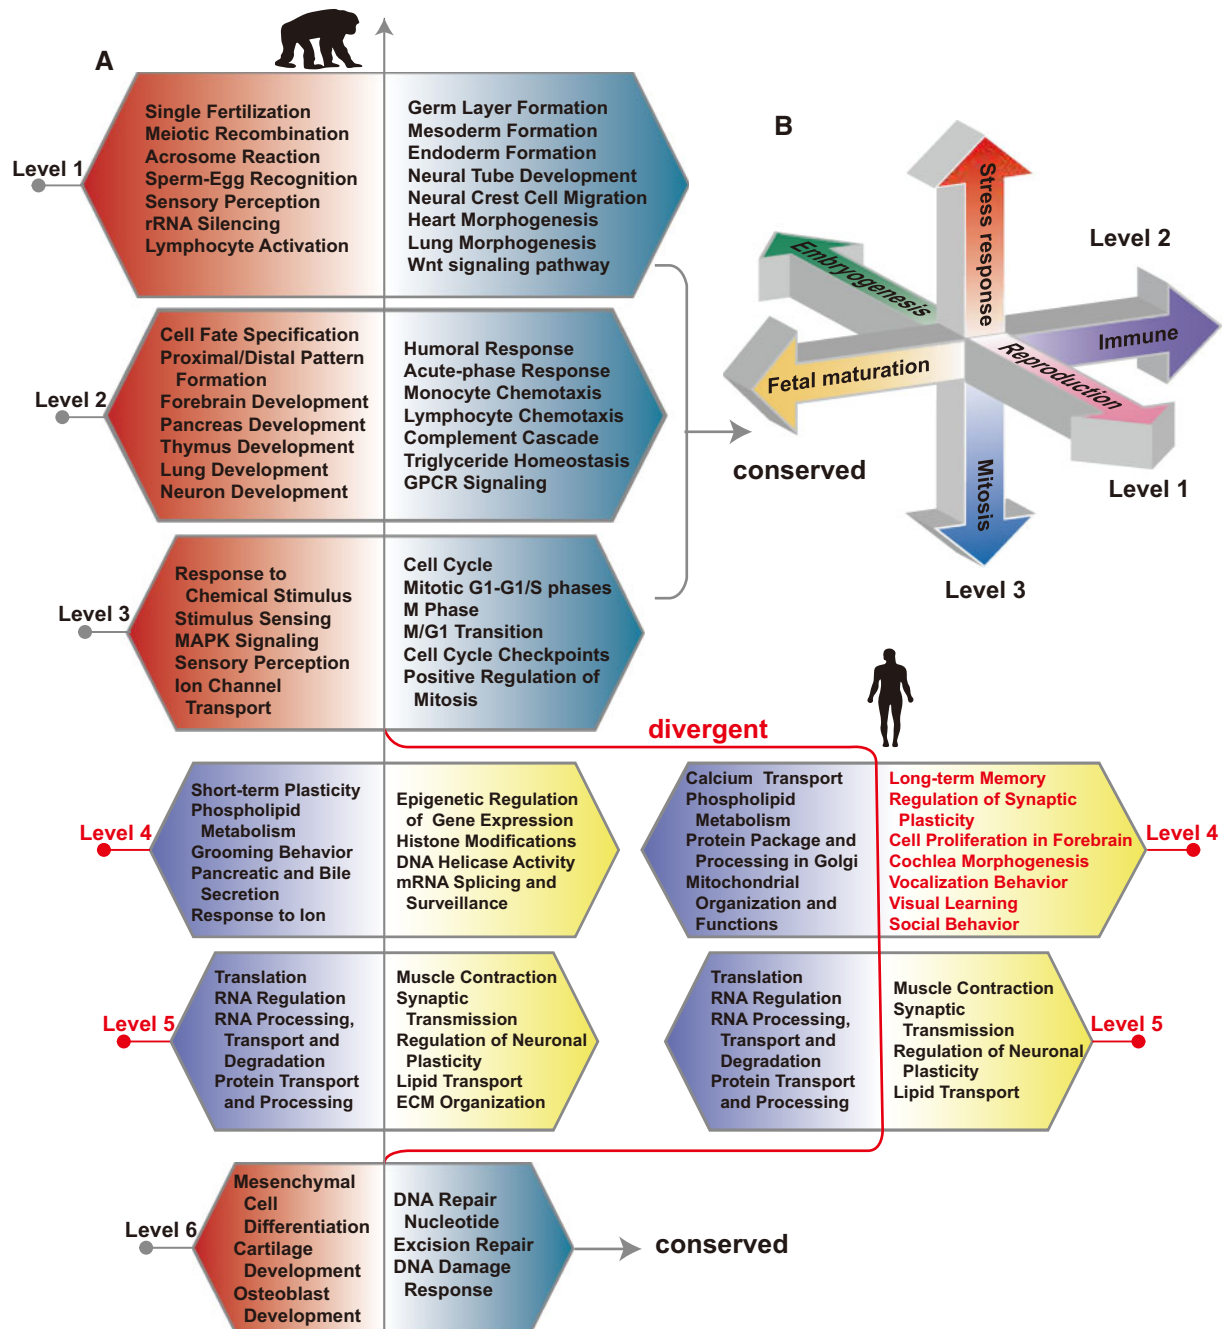 A
Level 1
Single Fertilization
Meiotic Recombination
Acrosome Reaction
Sperm-Egg Recognition
Sensory Perception
rRNA Silencing
Lymphocyte Activation
Germ Layer Formation
Mesoderm Formation
Endoderm Formation
Neural Tube Development
Neural Crest Cell Migration
Heart Morphogenesis
Lung Morphogenesis
Wnt signaling pathway
Level 2
Cell Fate Specification
Proximal/Distal Pattern
Formation
Forebrain Development
Pancreas Development
Thymus Development
Lung Development
Neuron Development
Humoral Response
Acute-phase Response
Monocyte Chemotaxis
Lymphocyte Chemotaxis
Complement Cascade
Triglyceride Homeostasis
GPCR Signaling
Level 3
Response to
Chemical Stimulus
Stimulus Sensing
MAPK Signaling
Sensory Perception
Ion Channel
Transport
Cell Cycle
Mitotic G1-G1/S phases
M Phase
M/G1 Transition
Cell Cycle Checkpoints
Positive Regulation of
Mitosis
conserved
B
Stress response
Level 2
Embryogenesis
Immune
Fetal maturation
Reproduction
Mitosis
Level 1
Level 3
divergent
Level 4
Short-term Plasticity
Phospholipid
Metabolism
Grooming Behavior
Pancreatic and Bile
Secretion
Response to Ion
Epigenetic Regulation
of Gene Expression
Histone Modifications
DNA Helicase Activity
mRNA Splicing and
Surveillance
Calcium Transport
Phospholipid
Metabolism
Protein Package and
Processing in Golgi
Mitochondrial
Organization and
Functions
Long-term Memory
Regulation of Synaptic
Plasticity
Cell Proliferation in Forebrain
Cochlea Morphogenesis
Vocalization Behavior
Visual Learning
Social Behavior
Level 4
Level 5
Translation
RNA Regulation
RNA Processing,
Transport and
Degradation
Protein Transport
and Processing
Muscle Contraction
Synaptic
Transmission
Regulation of Neuronal
Plasticity
Lipid Transport
ECM Organization
Translation
RNA Regulation
RNA Processing,
Transport and
Degradation
Protein Transport
and Processing
Muscle Contraction
Synaptic
Transmission
Regulation of Neuronal
Plasticity
Lipid Transport
Level 5
Level 6
Mesenchymal
Cell
Differentiation
Cartilage
Development
Osteoblast
Development
DNA Repair
Nucleotide
Excision Repair
DNA Damage
Response
conserved